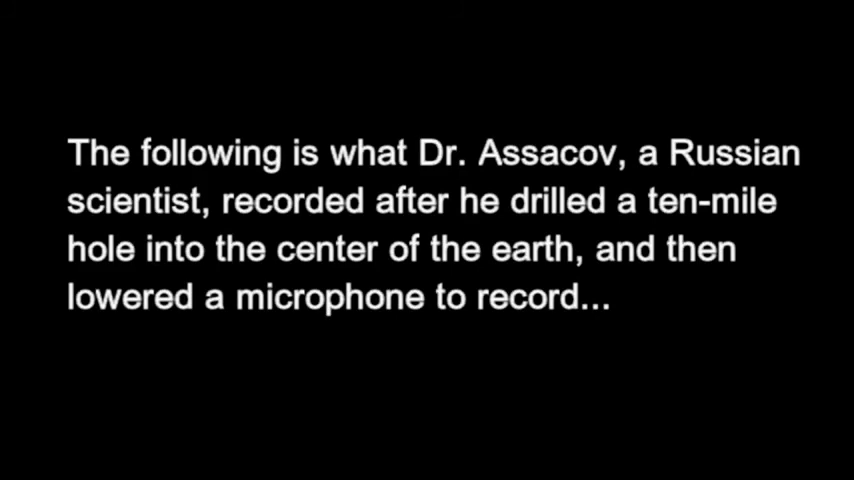 The following is what Dr. Assacov, a Russian
scientist, recorded after he drilled a ten-mile
hole into the center of the earth, and then
lowered a microphone to record...